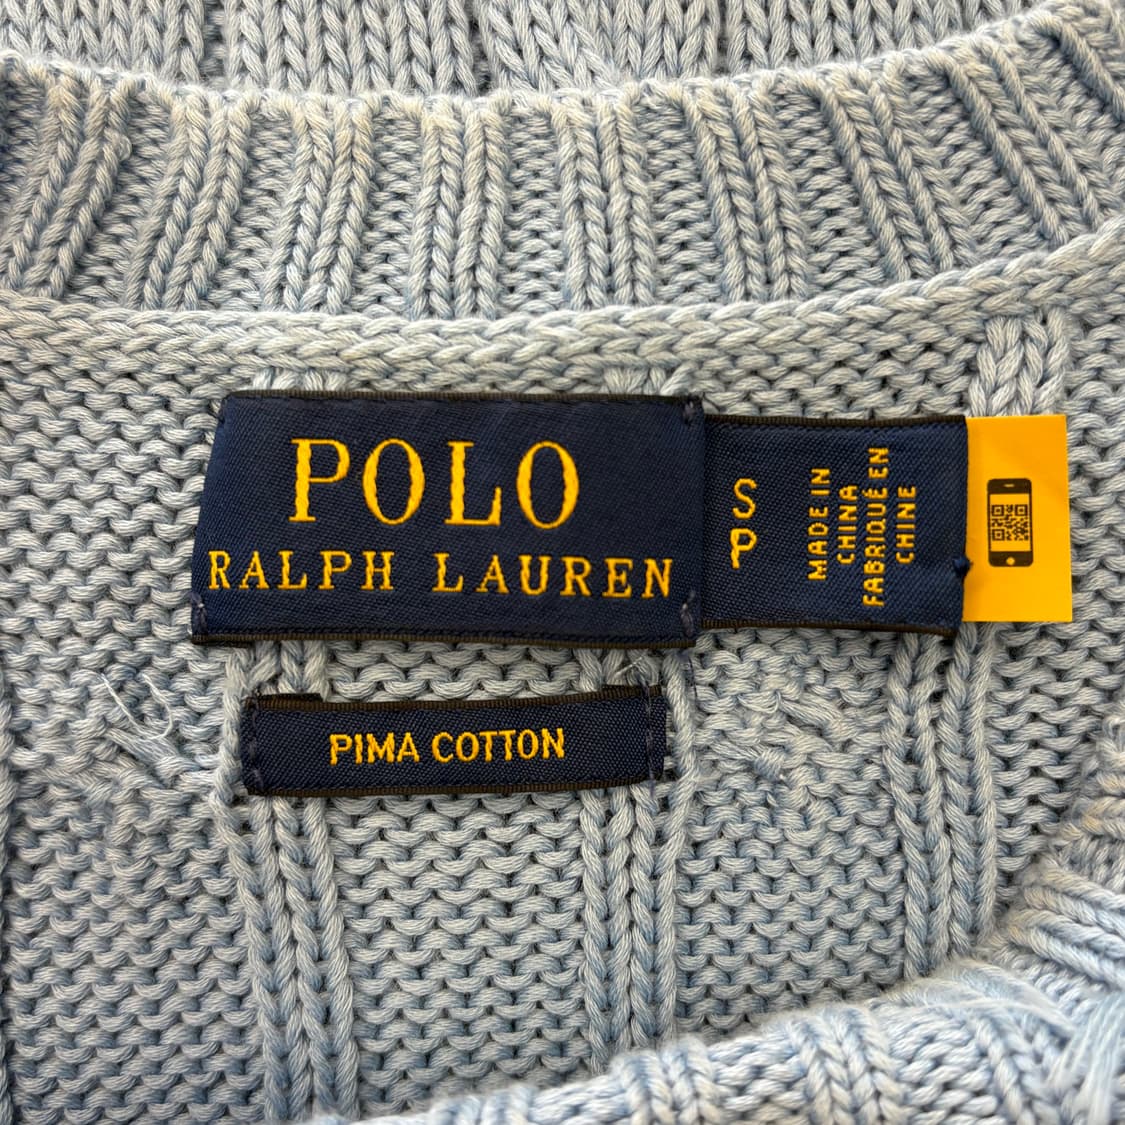 POLO
RALPH LAUREN
S
P
MADE IN
CHINA
FABRIQUÉ EN
CHINE
PIMA COTTON